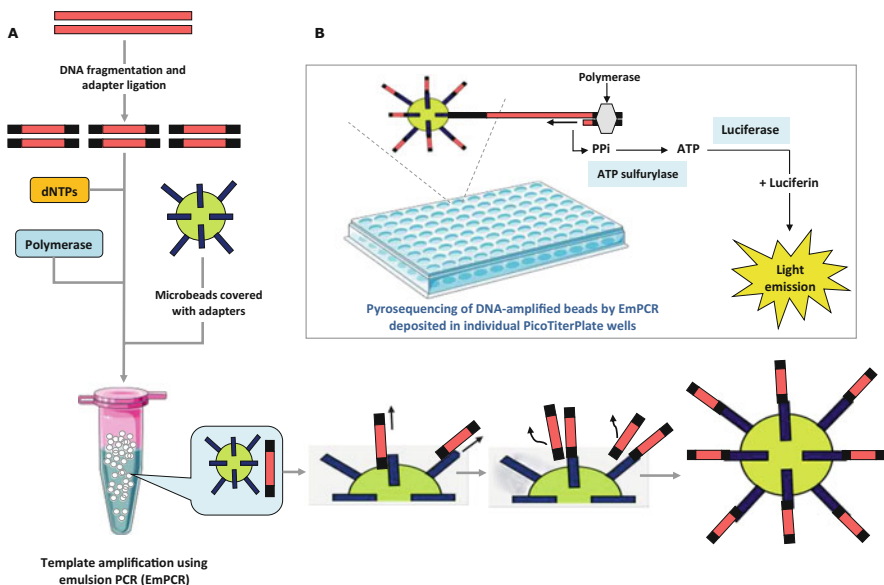 A
DNA fragmentation and
adapter ligation
dNTPs
Polymerase
Microbeads covered
with adapters
Template amplification using
emulsion PCR (EmPCR)
B
Polymerase
PPi
ATP
Luciferase
ATP sulfurylase
+ Luciferin
Light
emission
Pyrosequencing of DNA-amplified beads by EmPCR
deposited in individual PicoTiterPlate wells